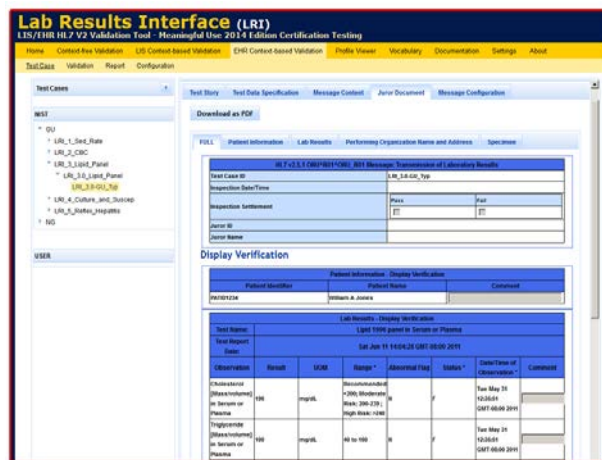 Lab Results Interface (LRI)
LIS/EHR HL7 V2 Validation Tool - Meaningful Use 2014 Edition Certification Testing
Home Context-free Validation LIS Context-based Validation EHR Context-based Validation Profile Viewer Vocabulary Documentation Settings About
Test Case Validation Report Configuration
Test Cases
NIST
GU
LRI_1_Sed_Rate
LRI_2_CBC
LRI_3_Lipid_Panel
LRI_3.0_Lipid_Panel
LRI_3.0-GU_Typ
LRI_4_Culture_and_Suscep
LRI_5_Reflex_Hepatitis
NG
USER
Test Story Test Data Specification Message Content Juror Document Message Configuration
Download as PDF
FULL Patient Information Lab Results Performing Organization Name and Address Specimen
HL7 v2.5.1 ORU^R01^ORU_R01 Message: Transmission of Laboratory Results
Test Case ID LRI_3.0-GU_Typ
Inspection Date/Time
Inspection Settlement Pass Fail
Juror ID
Juror Name
Display Verification
Patient Information - Display Verification
Patient Identifier Patient Name Comment
PATID1234 William A Jones
Lab Results - Display Verification
Test Name: Lipid 1996 panel in Serum or Plasma
Test Report Date: Sat Jun 11 14:04:28 GMT-08:00 2011
Observation Result UOM Range * Abnormal Flag Status * Date/Time of Observation * Comment
Cholesterol [Mass/volume] in Serum or Plasma 196 mg/dL Recommended <200; Moderate Risk: 200-239; High Risk: >240 N F Tue May 31 12:35:01 GMT-08:00 2011
Triglyceride [Mass/volume] in Serum or Plasma 100 mg/dL 40 to 160 N F Tue May 31 12:35:01 GMT-08:00 2011